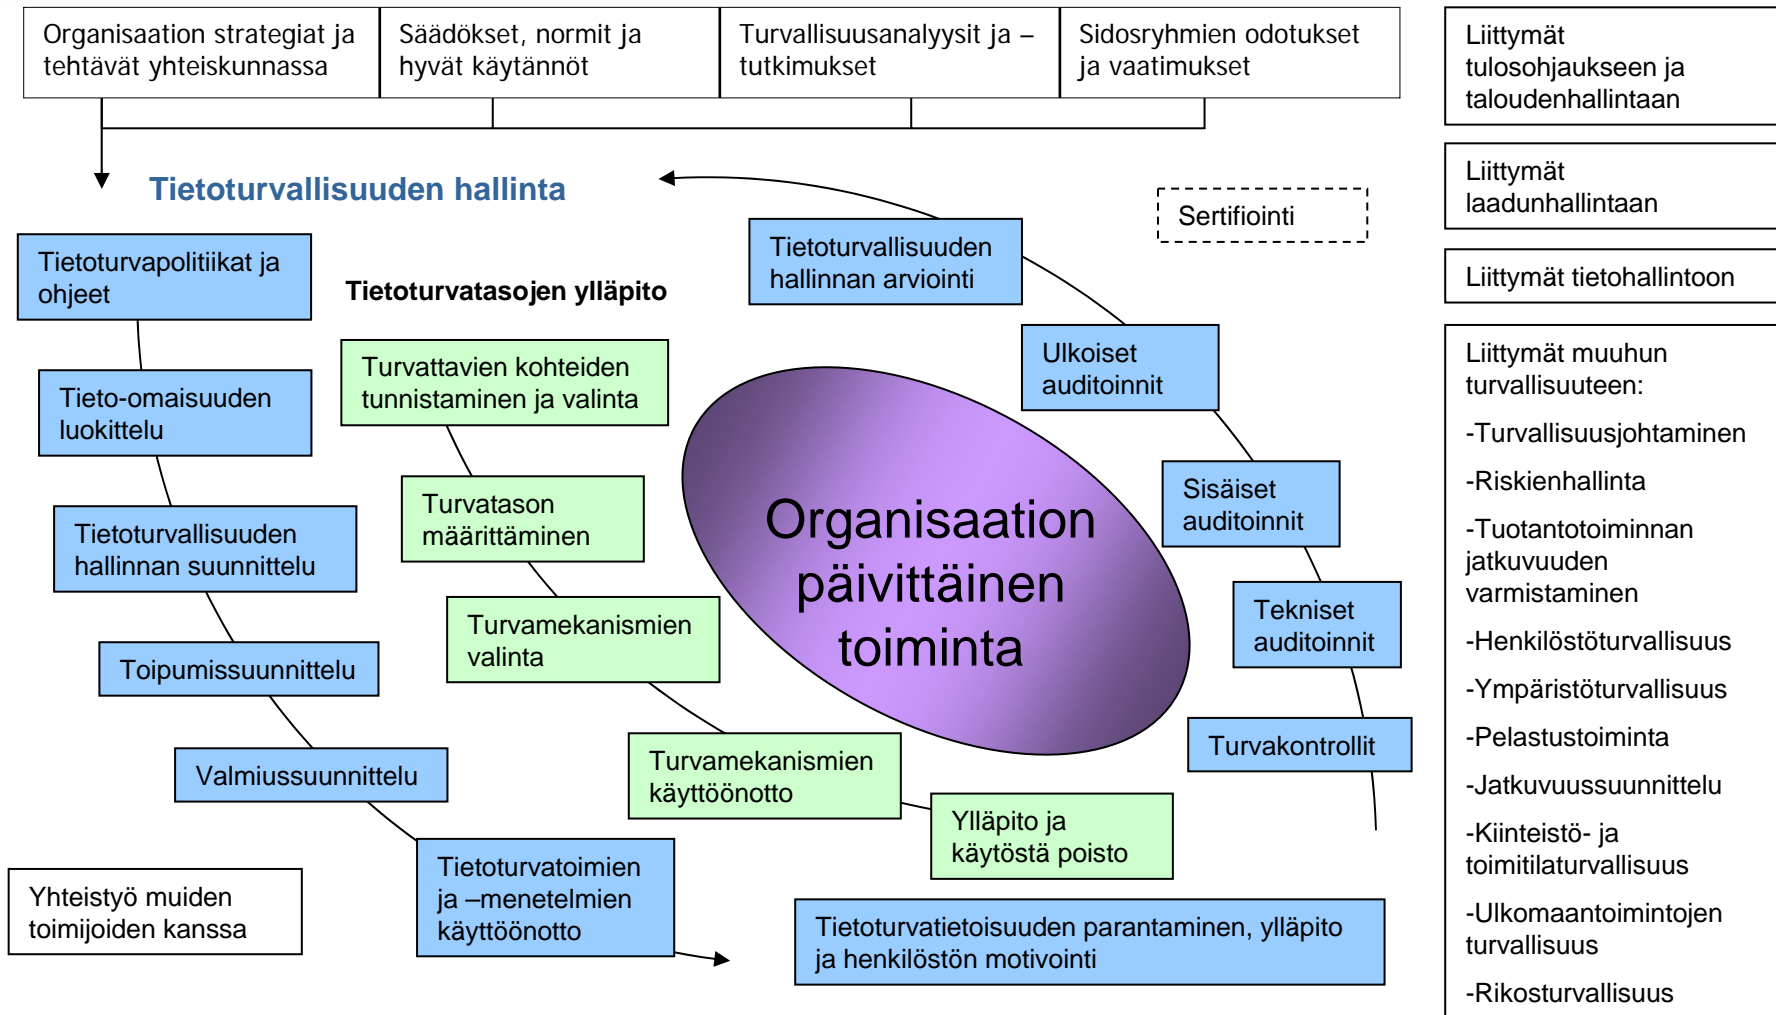 Organisaation strategiat ja
tehtävät yhteiskunnassa
Säädökset, normit ja
hyvät käytännöt
Turvallisuusanalyysit ja –
tutkimukset
Sidosryhmien odotukset
ja vaatimukset
Liittymät
tulosohjaukseen ja
taloudenhallintaan
Liittymät
laadunhallintaan
Liittymät tietohallintoon
Liittymät muuhun
turvallisuuteen:
-Turvallisuusjohtaminen
-Riskienhallinta
-Tuotantotoiminnan
jatkuvuuden
varmistaminen
-Henkilöstöturvallisuus
-Ympäristöturvallisuus
-Pelastustoiminta
-Jatkuvuussuunnittelu
-Kiinteistö- ja
toimitilaturvallisuus
-Ulkomaantoimintojen
turvallisuus
-Rikosturvallisuus
Tietoturvallisuuden hallinta
Sertifiointi
Tietoturvapolitiikat ja
ohjeet
Tieto-omaisuuden
luokittelu
Tietoturvallisuuden
hallinnan suunnittelu
Toipumissuunnittelu
Valmiussuunnittelu
Tietoturvatoimien
ja –menetelmien
käyttöönotto
Tietoturvatasojen ylläpito
Turvattavien kohteiden
tunnistaminen ja valinta
Turvatason
määrittäminen
Turvamekanismien
valinta
Turvamekanismien
käyttöönotto
Ylläpito ja
käytöstä poisto
Organisaation
päivittäinen
toiminta
Tietoturvallisuuden
hallinnan arviointi
Ulkoiset
auditoinnit
Sisäiset
auditoinnit
Tekniset
auditoinnit
Turvakontrollit
Tietoturvatietoisuuden parantaminen, ylläpito
ja henkilöstön motivointi
Yhteistyö muiden
toimijoiden kanssa